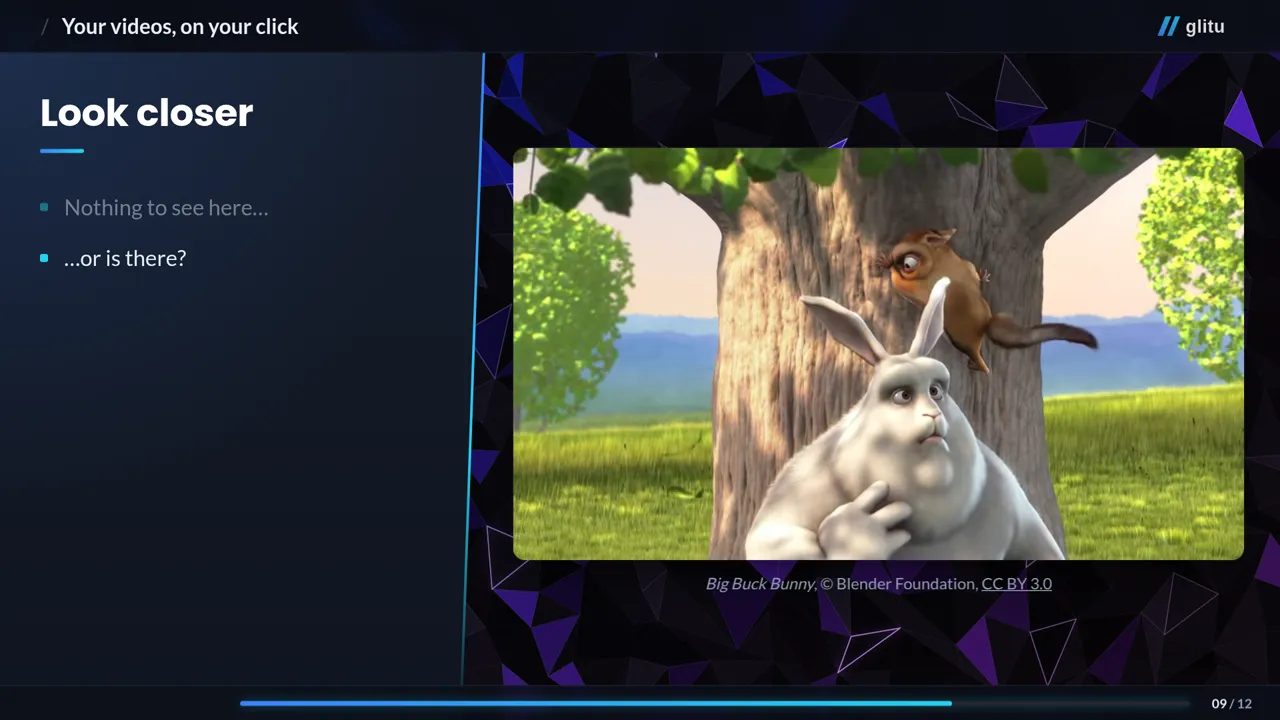 / Your videos, on your click
glitu
Look closer
Nothing to see here...
...or is there?
Big Buck Bunny, © Blender Foundation, CC BY 3.0
09 / 12